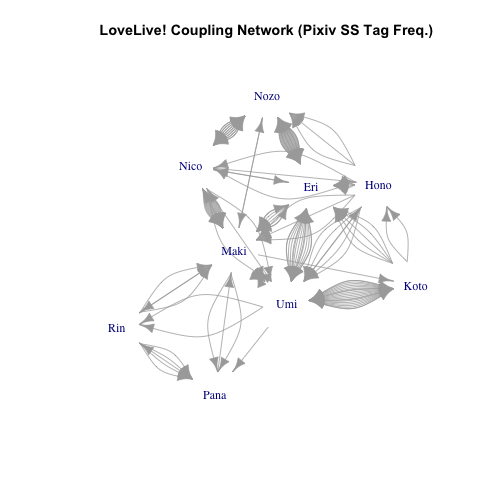 LoveLive! Coupling Network (Pixiv SS Tag Freq.)
Nozo
Nico
Eri
Hono
Maki
Koto
Umi
Rin
Pana